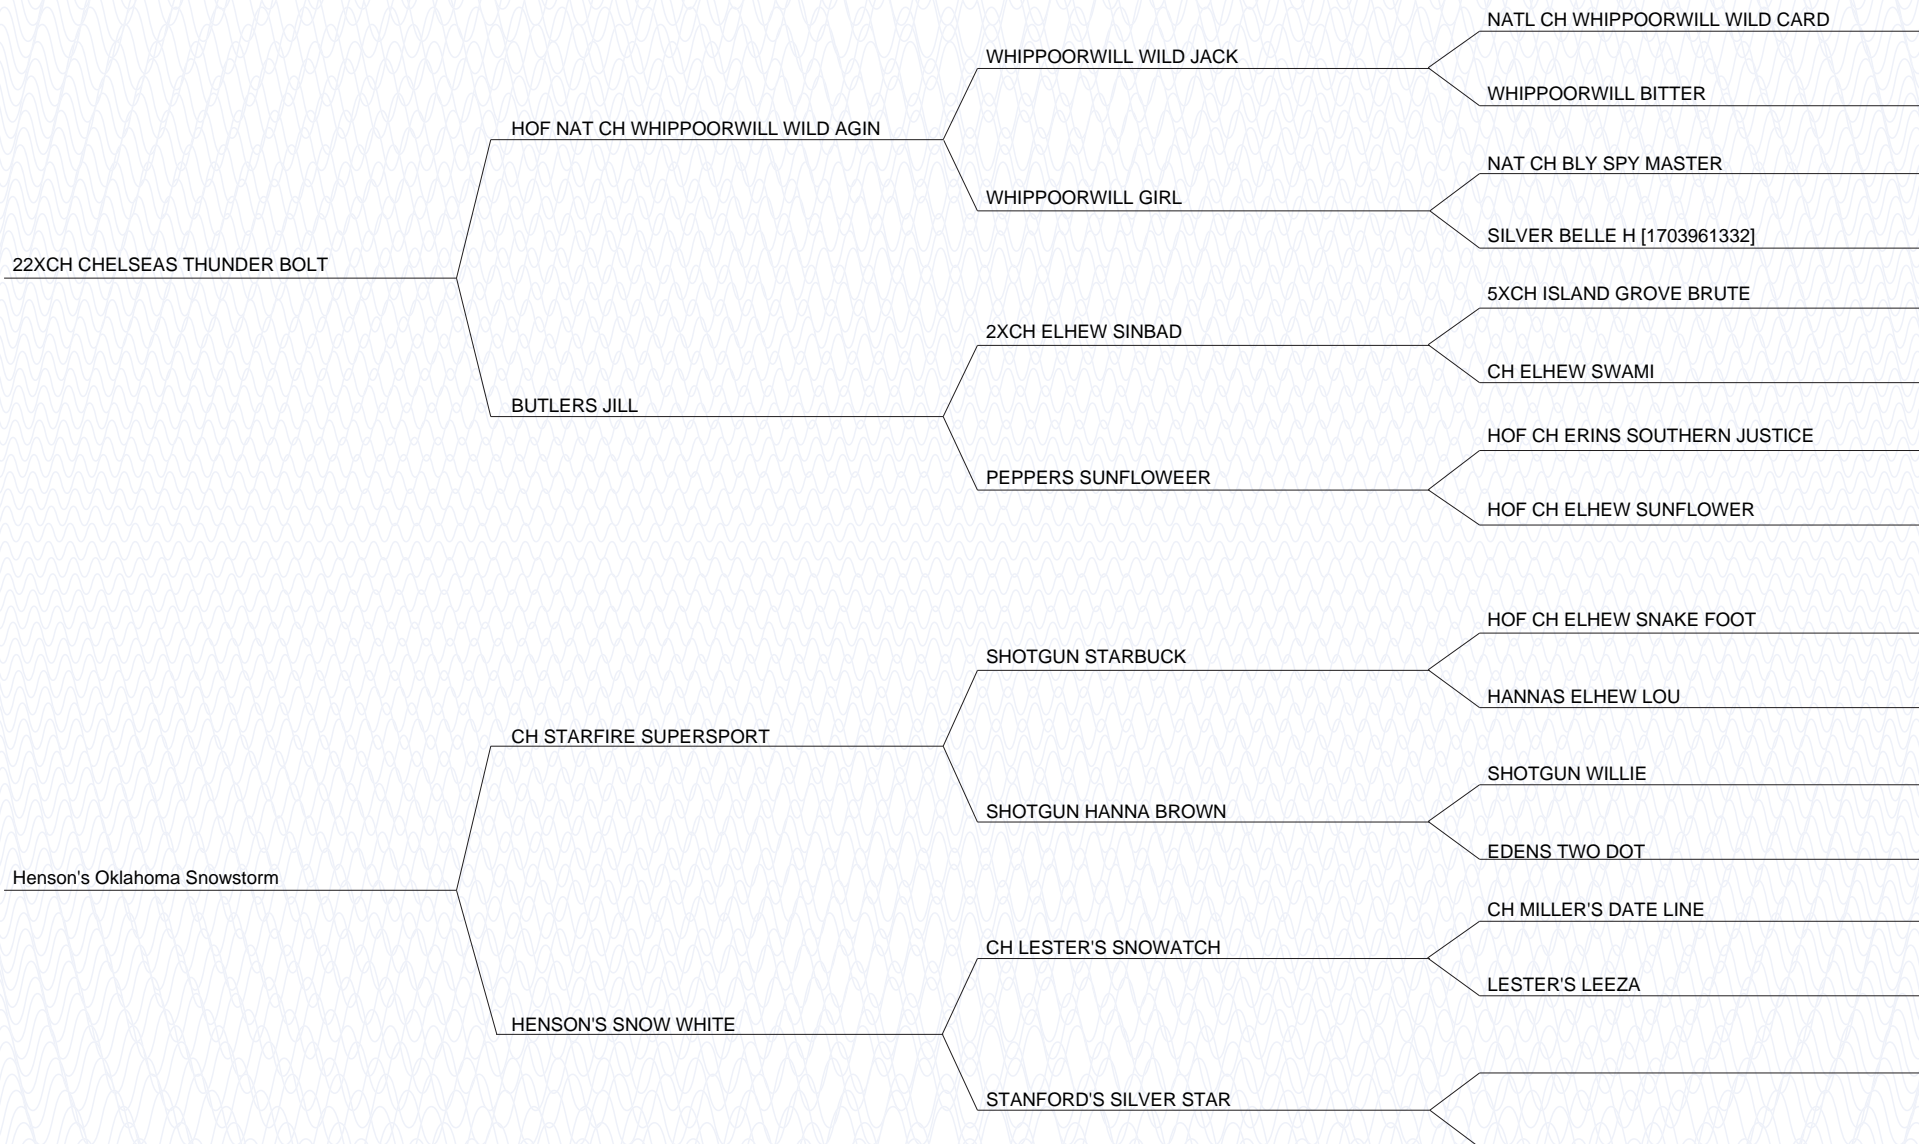 NATL CH WHIPPOORWILL WILD CARD
WHIPPOORWILL WILD JACK
WHIPPOORWILL BITTER
HOF NAT CH WHIPPOORWILL WILD AGIN
NAT CH BLY SPY MASTER
WHIPPOORWILL GIRL
SILVER BELLE H [1703961332]
22XCH CHELSEAS THUNDER BOLT
5XCH ISLAND GROVE BRUTE
2XCH ELHEW SINBAD
CH ELHEW SWAMI
BUTLERS JILL
HOF CH ERINS SOUTHERN JUSTICE
PEPPERS SUNFLOWEER
HOF CH ELHEW SUNFLOWER
HOF CH ELHEW SNAKE FOOT
SHOTGUN STARBUCK
HANNAS ELHEW LOU
CH STARFIRE SUPERSPORT
SHOTGUN WILLIE
SHOTGUN HANNA BROWN
EDENS TWO DOT
Henson's Oklahoma Snowstorm
CH MILLER'S DATE LINE
CH LESTER'S SNOWATCH
LESTER'S LEEZA
HENSON'S SNOW WHITE
STANFORD'S SILVER STAR